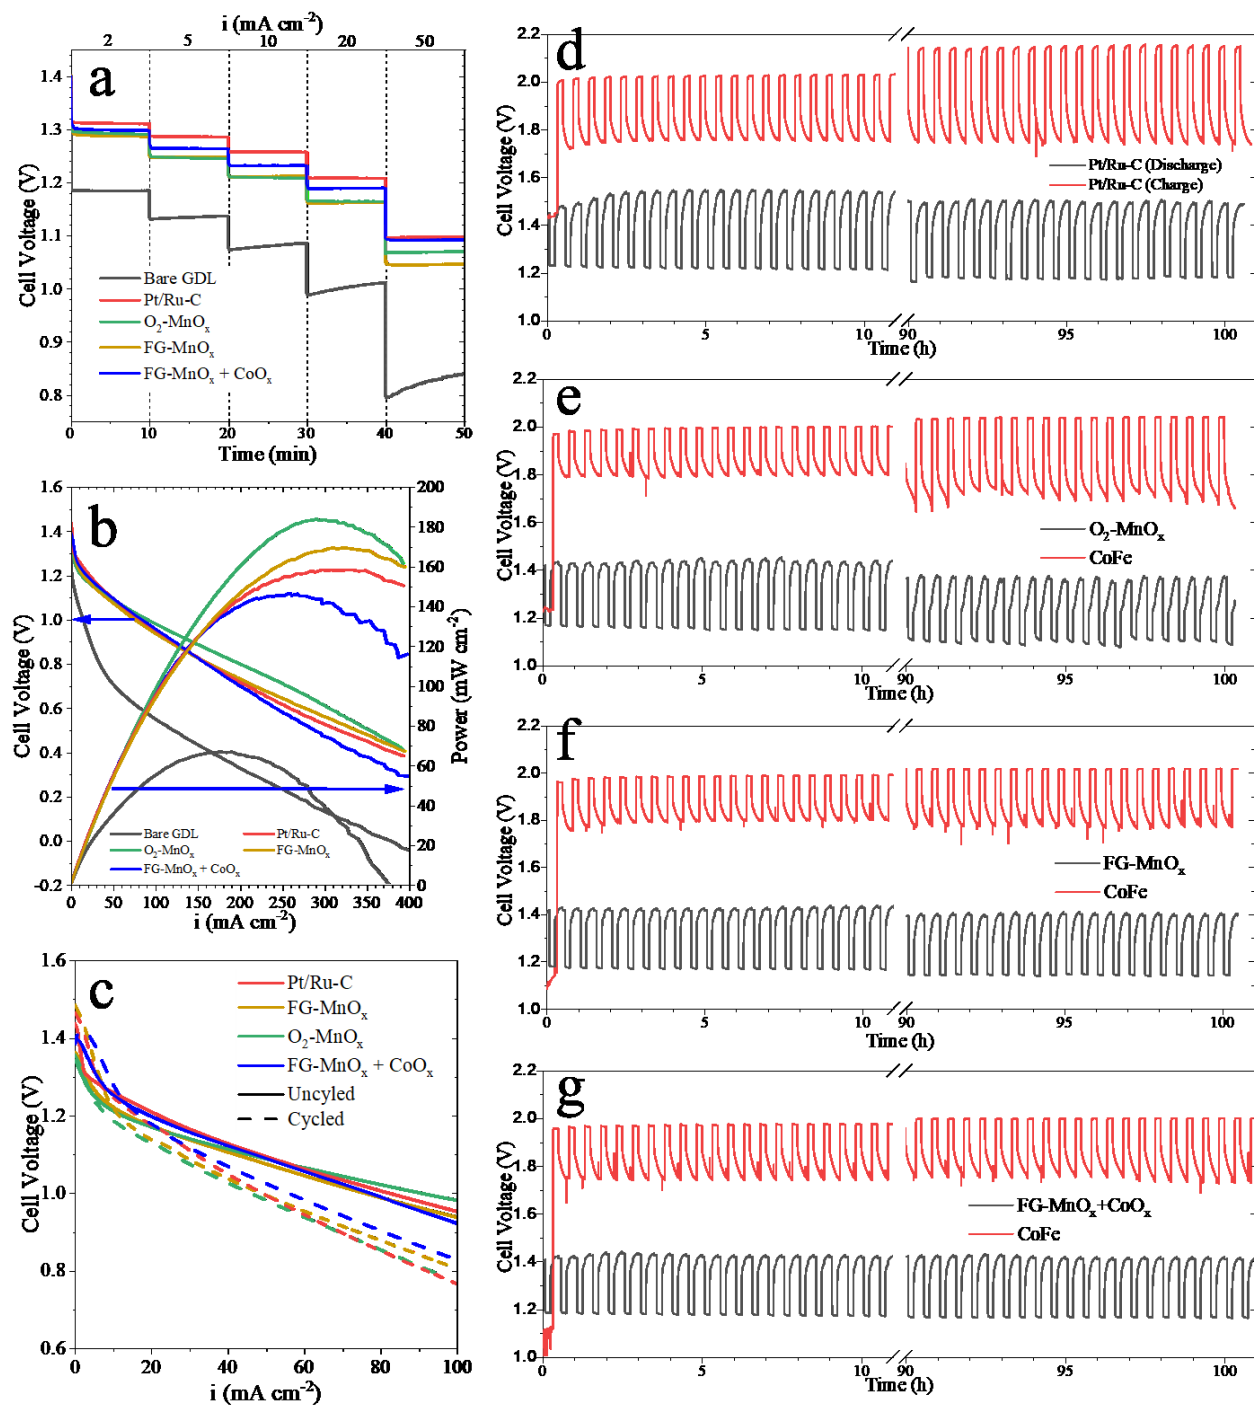 i (mA cm⁻²)
2 5 10 20 50
a
1.4
1.3
1.2
1.1
1.0
0.9
0.8
Cell Voltage (V)
Bare GDL
Pt/Ru-C
O₂-MnOₓ
FG-MnOₓ
FG-MnOₓ + CoOₓ
0 10 20 30 40 50
Time (min)
b
1.6
1.4
1.2
1.0
0.8
0.6
0.4
0.2
0.0
-0.2
Cell Voltage (V)
200
180
160
140
120
100
80
60
40
20
0
Power (mW cm⁻²)
Bare GDL Pt/Ru-C
O₂-MnOₓ FG-MnOₓ
FG-MnOₓ + CoOₓ
0 50 100 150 200 250 300 350 400
i (mA cm⁻²)
c
1.6
1.4
1.2
1.0
0.8
0.6
Cell Voltage (V)
Pt/Ru-C
FG-MnOₓ
O₂-MnOₓ
FG-MnOₓ + CoOₓ
Uncyled
Cycled
0 20 40 60 80 100
i (mA cm⁻²)
d
2.2
2.0
1.8
1.6
1.4
1.2
1.0
Cell Voltage (V)
Pt/Ru-C (Discharge)
Pt/Ru-C (Charge)
0 5 10 90 95 100
Time (h)
e
2.2
2.0
1.8
1.6
1.4
1.2
1.0
Cell Voltage (V)
O₂-MnOₓ
CoFe
0 5 10 90 95 100
Time (h)
f
2.2
2.0
1.8
1.6
1.4
1.2
1.0
Cell Voltage (V)
FG-MnOₓ
CoFe
0 5 10 90 95 100
Time (h)
g
2.2
2.0
1.8
1.6
1.4
1.2
1.0
Cell Voltage (V)
FG-MnOₓ+CoOₓ
CoFe
0 5 10 90 95 100
Time (h)